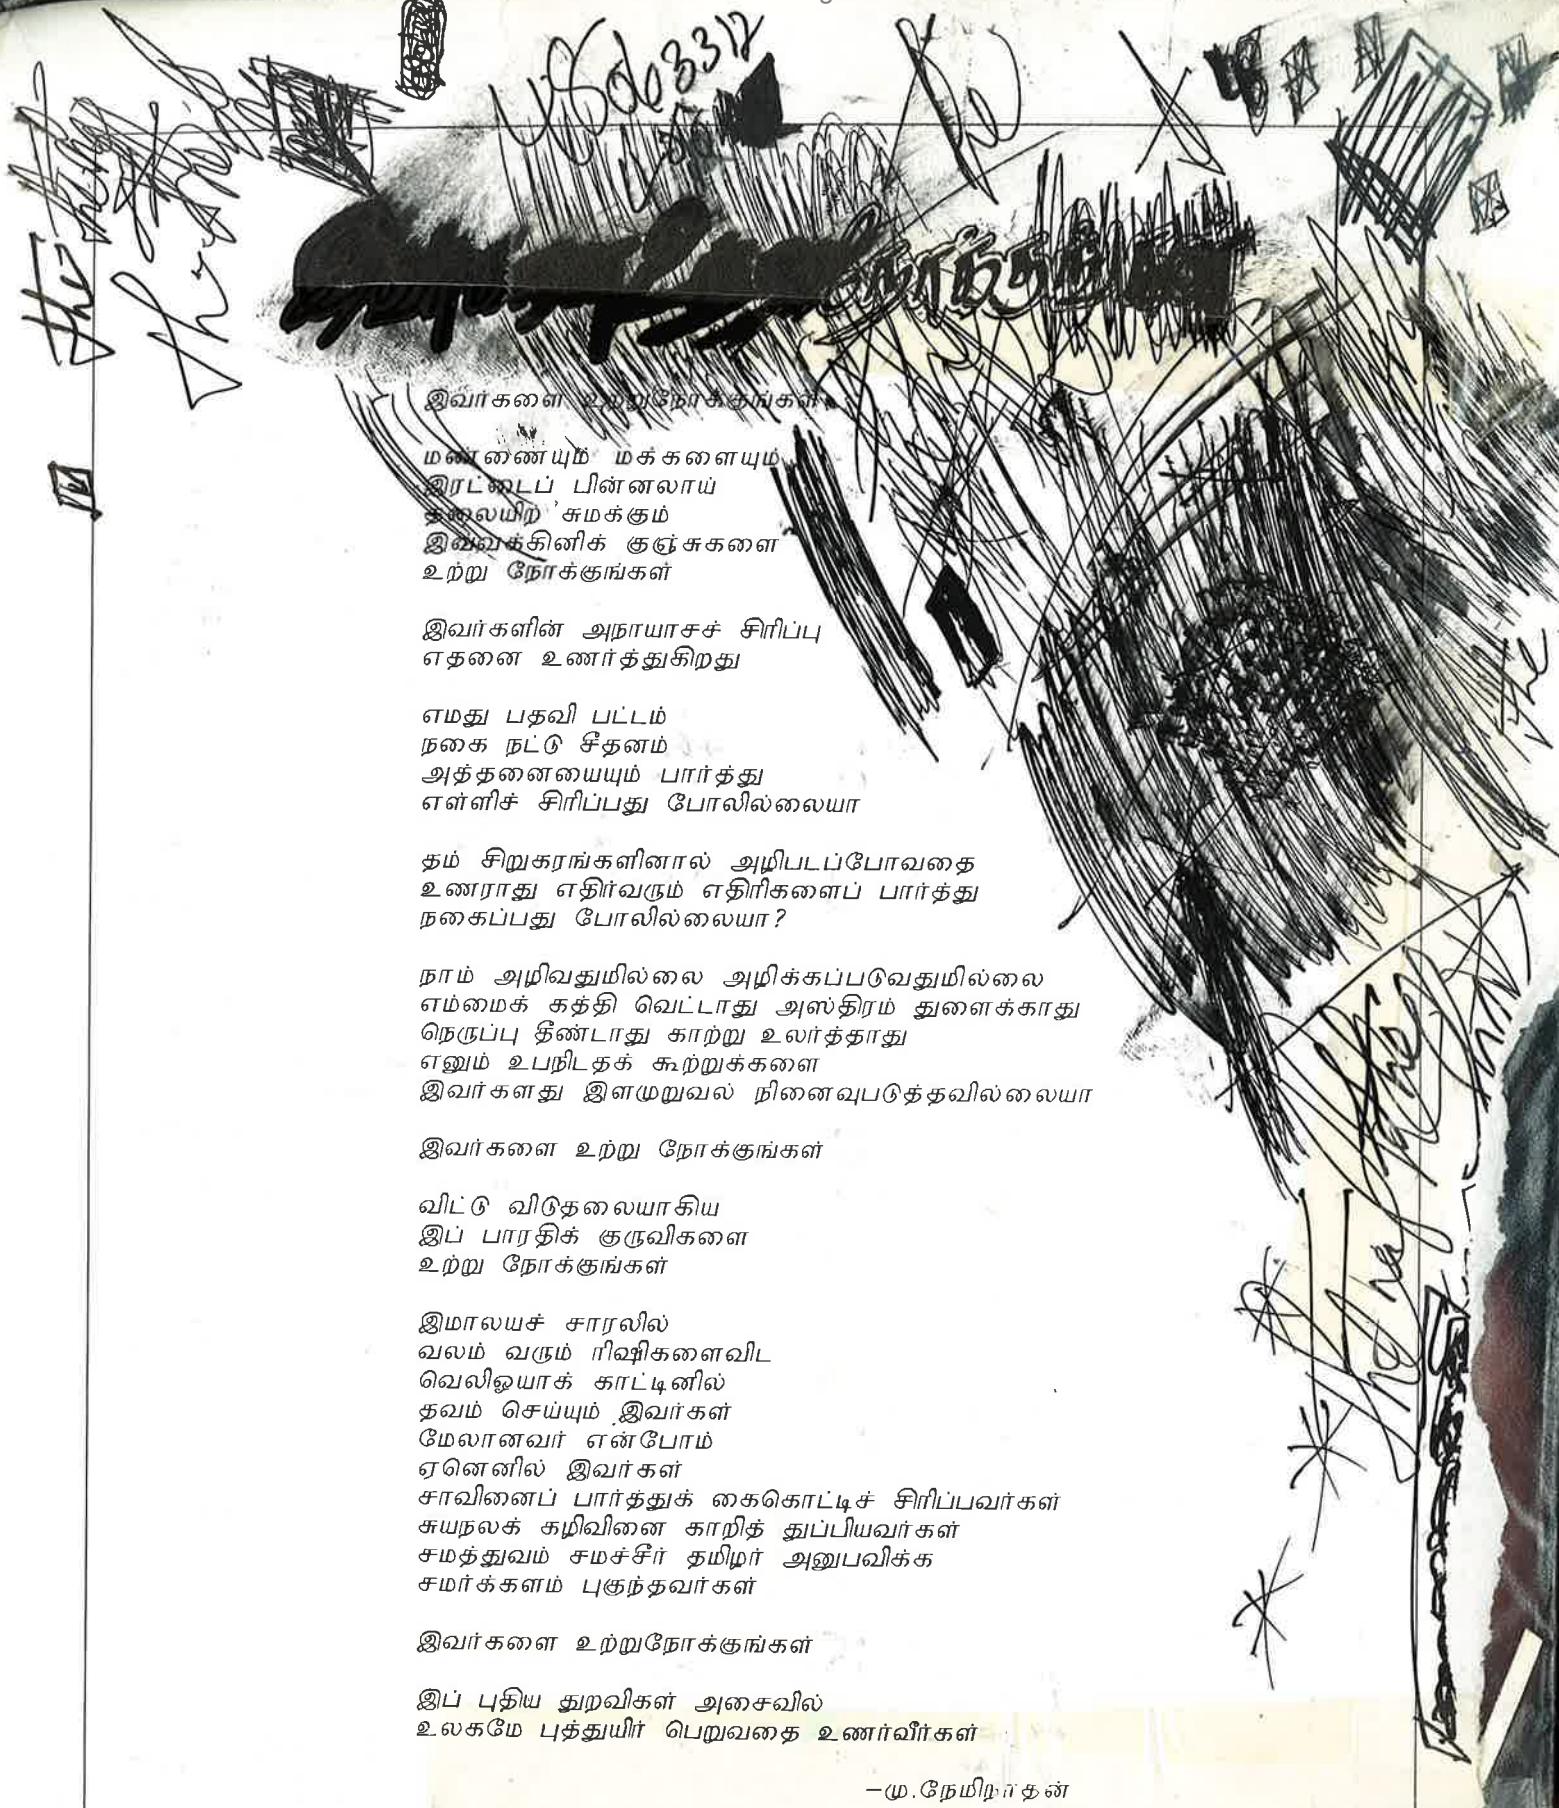 இவர்களை உற்றுநோக்குங்கள்
மண்ணையும் மக்களையும்
இரட்டைப் பின்னலாய்
தலையிற் சுமக்கும்
இவ்வக்கினிக் குஞ்சுகளை
உற்று நோக்குங்கள்
இவர்களின் அநாயாசச் சிரிப்பு
எதனை உணர்த்துகிறது
எமது பதவி பட்டம்
நகை நட்டு சீதனம்
அத்தனையையும் பார்த்து
எள்ளிச் சிரிப்பது போலில்லையா
தம் சிறுகரங்களினால் அழிபடப்போவதை
உணராது எதிர்வரும் எதிரிகளைப் பார்த்து
நகைப்பது போலில்லையா?
நாம் அழிவதுமில்லை அழிக்கப்படுவதுமில்லை
எம்மைக் கத்தி வெட்டாது அஸ்திரம் துளைக்காது
நெருப்பு தீண்டாது காற்று உலர்த்தாது
எனும் உபநிடதக் கூற்றுக்களை
இவர்களது இளமுறுவல் நினைவுபடுத்தவில்லையா
இவர்களை உற்று நோக்குங்கள்
விட்டு விடுதலையாகிய
இப் பாரதிக் குருவிகளை
உற்று நோக்குங்கள்
இமாலயச் சாரலில்
வலம் வரும் ரிஷிகளைவிட
வெலிஓயாக் காட்டினில்
தவம் செய்யும் இவர்கள்
மேலானவர் என்போம்
ஏனெனில் இவர்கள்
சாவினைப் பார்த்துக் கைகொட்டிச் சிரிப்பவர்கள்
சுயநலக் கழிவினை காறித் துப்பியவர்கள்
சமத்துவம் சமச்சீர் தமிழர் அனுபவிக்க
சமர்க்களம் புகுந்தவர்கள்
இவர்களை உற்றுநோக்குங்கள்
இப் புதிய துறவிகள் அசைவில்
உலகமே புத்துயிர் பெறுவதை உணர்வீர்கள்
–மு.நேமிநாதன்
the
the